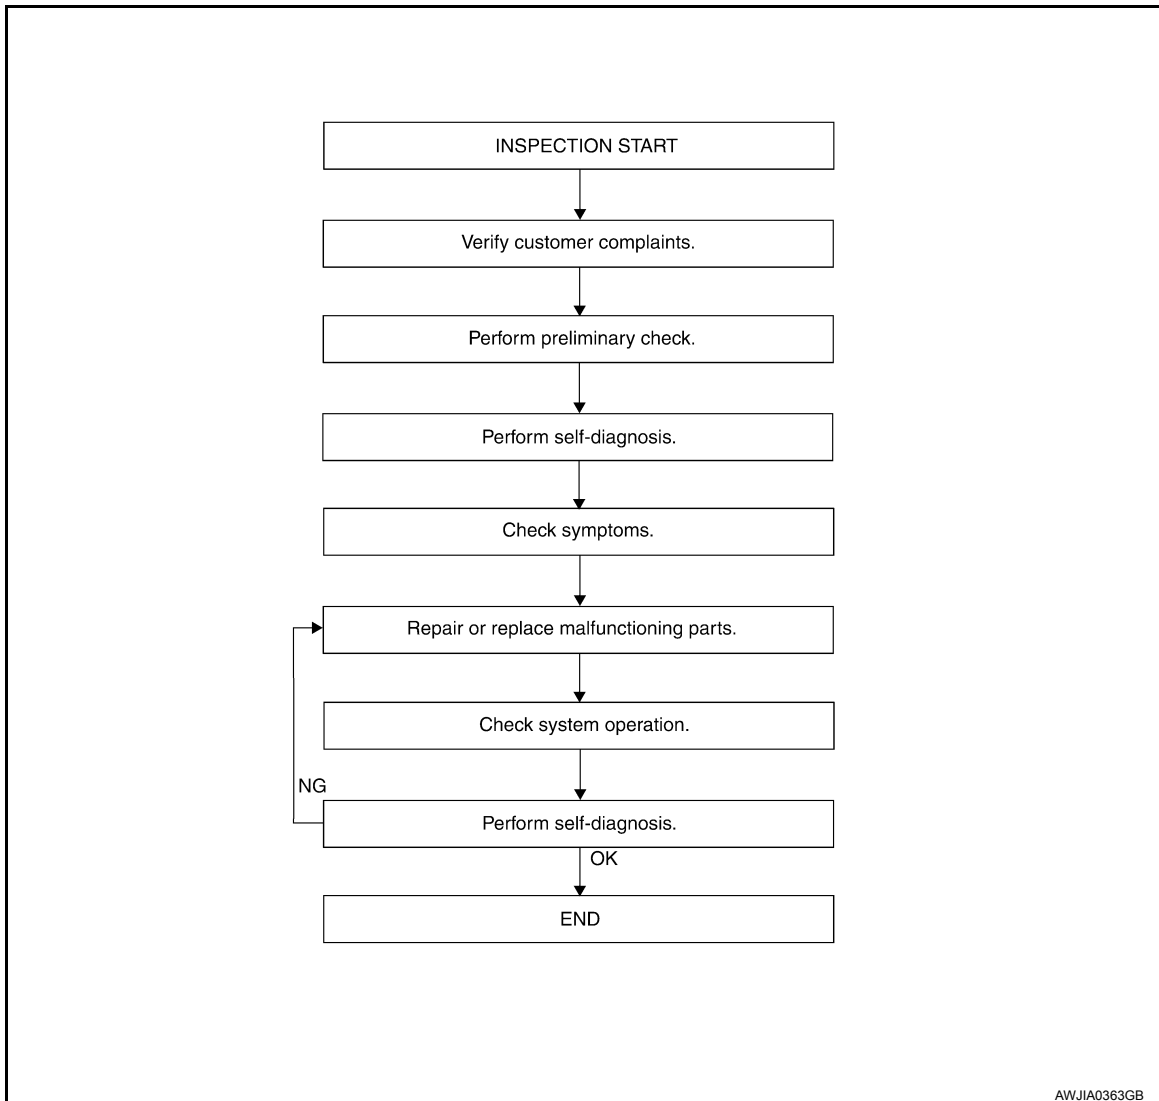 INSPECTION START
Verify customer complaints.
Perform preliminary check.
Perform self-diagnosis.
Check symptoms.
Repair or replace malfunctioning parts.
Check system operation.
NG
Perform self-diagnosis.
OK
END
AWJIA0363GB